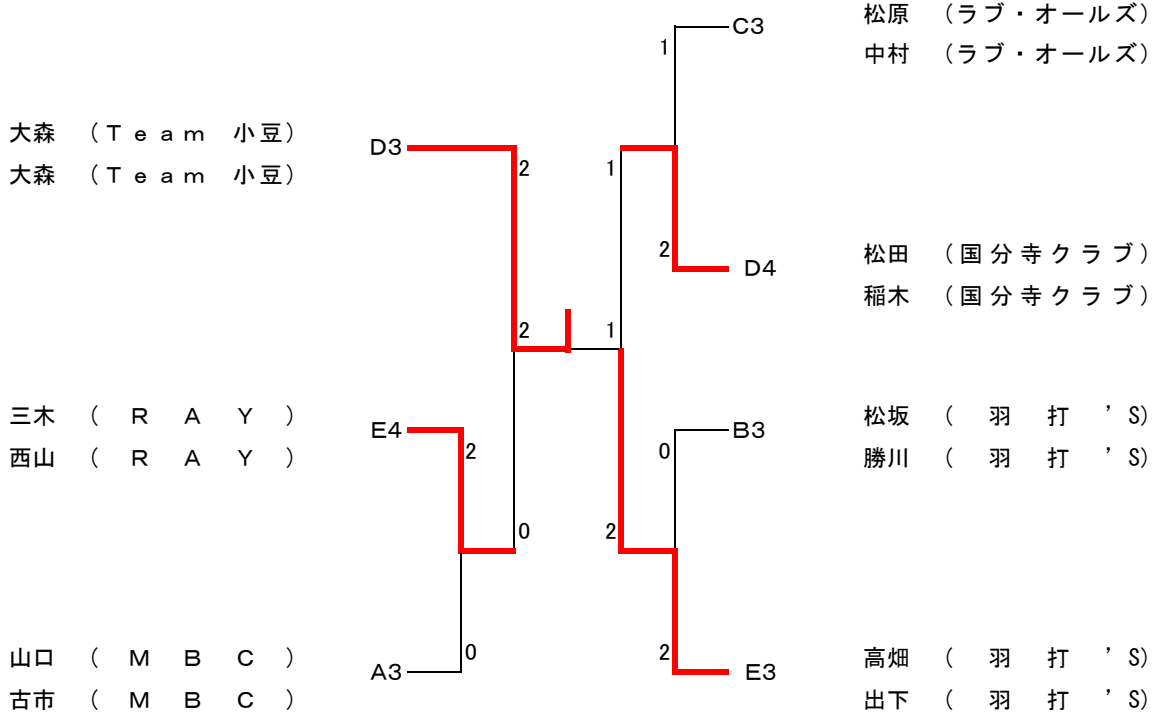 松原 (ラブ・オールズ)
C3
1
中村 (ラブ・オールズ)
大森 (Team 小豆)
D3
大森 (Team 小豆)
2
1
松田 (国分寺クラブ)
2
D4
稲木 (国分寺クラブ)
2
1
三木 (RAY)
E4
B3
松坂 (羽打'S)
西山 (RAY)
2
0
勝川 (羽打'S)
0
2
山口 (MBC)
0
2
高畑 (羽打'S)
A3
E3
古市 (MBC)
出下 (羽打'S)